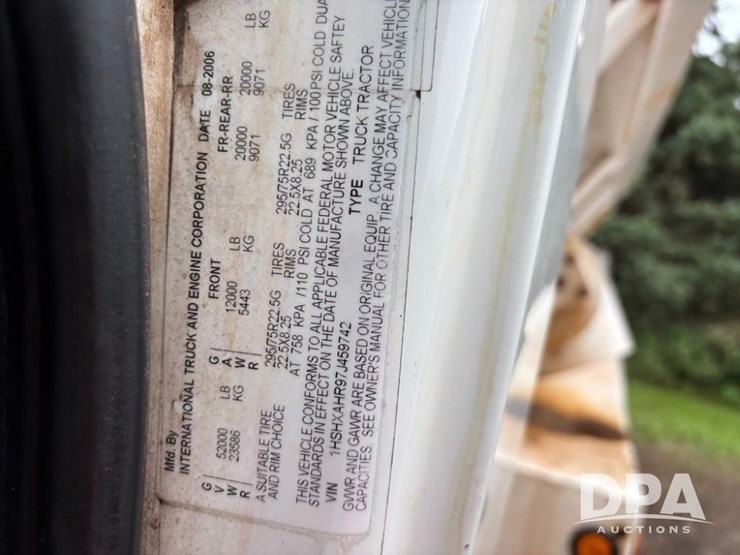 Mfd. By
INTERNATIONAL TRUCK AND ENGINE CORPORATION DATE 08-2006
G V W R 52000 LB 23586 KG
G A W R FRONT 12000 LB 5443 KG FR-REAR-RR 20000 9071 20000 LB 9071 KG
A SUITABLE TIRE 295/75R22.5G TIRES 295/75R22.5G TIRES
AND RIM CHOICE 22.5X8.25 RIMS 22.5X8.25 RIMS
AT 758 KPA /110 PSI COLD AT 689 KPA / 100 PSI COLD DUA
THIS VEHICLE CONFORMS TO ALL APPLICABLE FEDERAL MOTOR VEHICLE SAFTEY
STANDARDS IN EFFECT ON THE DATE OF MANUFACTURE SHOWN ABOVE.
VIN 1HSHXAHR97J459742 TYPE TRUCK TRACTOR
GVWR AND GAWR ARE BASED ON ORIGINAL EQUIP. A CHANGE MAY AFFECT VEHICL
CAPACITIES. SEE OWNER'S MANUAL FOR OTHER TIRE AND CAPACITY INFORMATION
DPA
AUCTIONS